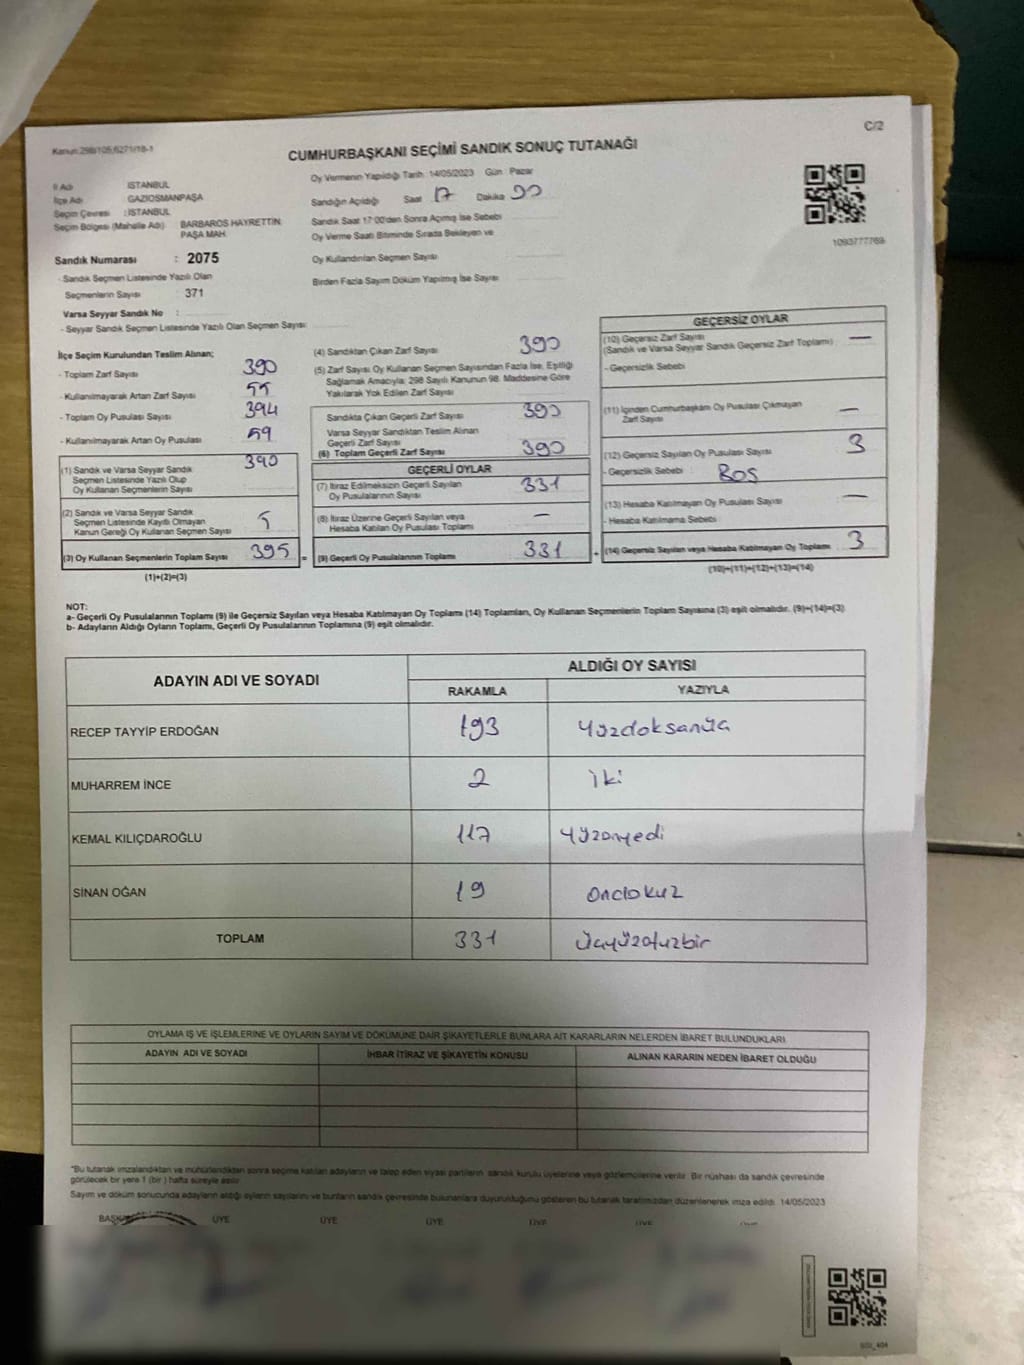 C/2
Kanun:298/105,6271/18-1
CUMHURBAŞKANI SEÇİMİ SANDIK SONUÇ TUTANAĞI
İl Adı İSTANBUL
İlçe Adı GAZİOSMANPAŞA
Seçim Çevresi : İSTANBUL
Seçim Bölgesi (Mahalle Adı) BARBAROS HAYRETTİN
PAŞA MAH.
Sandık Numarası : 2075
- Sandık Seçmen Listesinde Yazılı Olan
Seçmenlerin Sayısı : 371
Varsa Seyyar Sandık No :
- Seyyar Sandık Seçmen Listesinde Yazılı Olan Seçmen Sayısı
Oy Vermenin Yapıldığı Tarih: 14/05/2023 Gün : Pazar
Sandığın Açıldığı Saat 17 Dakika 00
Sandık Saat 17:00'den Sonra Açılmış İse Sebebi
Oy Verme Saati Bitiminde Sırada Bekleyen ve
Oy Kullandırılan Seçmen Sayısı
Birden Fazla Sayım Döküm Yapılmış İse Sayısı
1093777769
İlçe Seçim Kurulundan Teslim Alınan;
- Toplam Zarf Sayısı 390
- Kullanılmayarak Artan Zarf Sayısı 55
- Toplam Oy Pusulası Sayısı 394
- Kullanılmayarak Artan Oy Pusulası 59
(1) Sandık ve Varsa Seyyar Sandık 390
Seçmen Listesinde Yazılı Olup
Oy Kullanan Seçmenlerin Sayısı
(2) Sandık ve Varsa Seyyar Sandık
Seçmen Listesinde Kayıtlı Olmayan
Kanun Gereği Oy Kullanan Seçmen Sayısı 5
(3) Oy Kullanan Seçmenlerin Toplam Sayısı 395 =
(1)+(2)=(3)
(4) Sandıktan Çıkan Zarf Sayısı 390
(5) Zarf Sayısı Oy Kullanan Seçmen Sayısından Fazla İse, Eşitliği
Sağlamak Amacıyla, 298 Sayılı Kanunun 98. Maddesine Göre
Yakılarak Yok Edilen Zarf Sayısı
Sandıkta Çıkan Geçerli Zarf Sayısı 390
Varsa Seyyar Sandıktan Teslim Alınan
Geçerli Zarf Sayısı
(6) Toplam Geçerli Zarf Sayısı 390
GEÇERLİ OYLAR
(7) İtiraz Edilmeksizin Geçerli Sayılan
Oy Pusulalarının Sayısı 331
(8) İtiraz Üzerine Geçerli Sayılan veya
Hesaba Katılan Oy Pusulası Toplamı —
(9) Geçerli Oy Pusulalarının Toplamı 331 +
GEÇERSİZ OYLAR
(10) Geçersiz Zarf Sayısı —
(Sandık ve Varsa Seyyar Sandık Geçersiz Zarf Toplamı)
- Geçersizlik Sebebi
(11) İçinden Cumhurbaşkanı Oy Pusulası Çıkmayan
Zarf Sayısı —
(12) Geçersiz Sayılan Oy Pusulası Sayısı 3
- Geçersizlik Sebebi : Boş
(13) Hesaba Katılmayan Oy Pusulası Sayısı —
- Hesaba Katılmama Sebebi
(14) Geçersiz Sayılan veya Hesaba Katılmayan Oy Toplamı 3
(10)+(11)+(12)+(13)=(14)
NOT:
a- Geçerli Oy Pusulalarının Toplamı (9) ile Geçersiz Sayılan veya Hesaba Katılmayan Oy Toplamı (14) Toplamları, Oy Kullanan Seçmenlerin Toplam Sayısına (3) eşit olmalıdır. (9)+(14)=(3)
b- Adayların Aldığı Oyların Toplamı, Geçerli Oy Pusulalarının Toplamına (9) eşit olmalıdır.
ADAYIN ADI VE SOYADI ALDIĞI OY SAYISI
RAKAMLA YAZIYLA
RECEP TAYYİP ERDOĞAN 193 yüzdoksanüç
MUHARREM İNCE 2 iki
KEMAL KILIÇDAROĞLU 117 yüzonyedi
SİNAN OĞAN 19 ondokuz
TOPLAM 331 üçyüzotuzbir
OYLAMA İŞ VE İŞLEMLERİNE VE OYLARIN SAYIM VE DÖKÜMÜNE DAİR ŞİKAYETLERLE BUNLARA AİT KARARLARIN NELERDEN İBARET BULUNDUKLARI
ADAYIN ADI VE SOYADI İHBAR İTİRAZ VE ŞİKAYETİN KONUSU ALINAN KARARIN NEDEN İBARET OLDUĞU
*Bu tutanak imzalandıktan ve mühürlendikten sonra seçime katılan adayların ve talep eden siyasi partilerin sandık kurulu üyelerine veya gözlemcilerine verilir. Bir nüshası da sandık çevresinde
görülecek bir yere 1 (bir) hafta süreyle asılır.
Sayım ve döküm sonucunda adayların aldığı oyların sayılarını ve bunların sandık çevresinde bulunanlara duyurulduğunu gösteren bu tutanak tarafımızdan düzenlenerek imza edildi. 14/05/2023
ÜYE ÜYE ÜYE ÜYE ÜYE